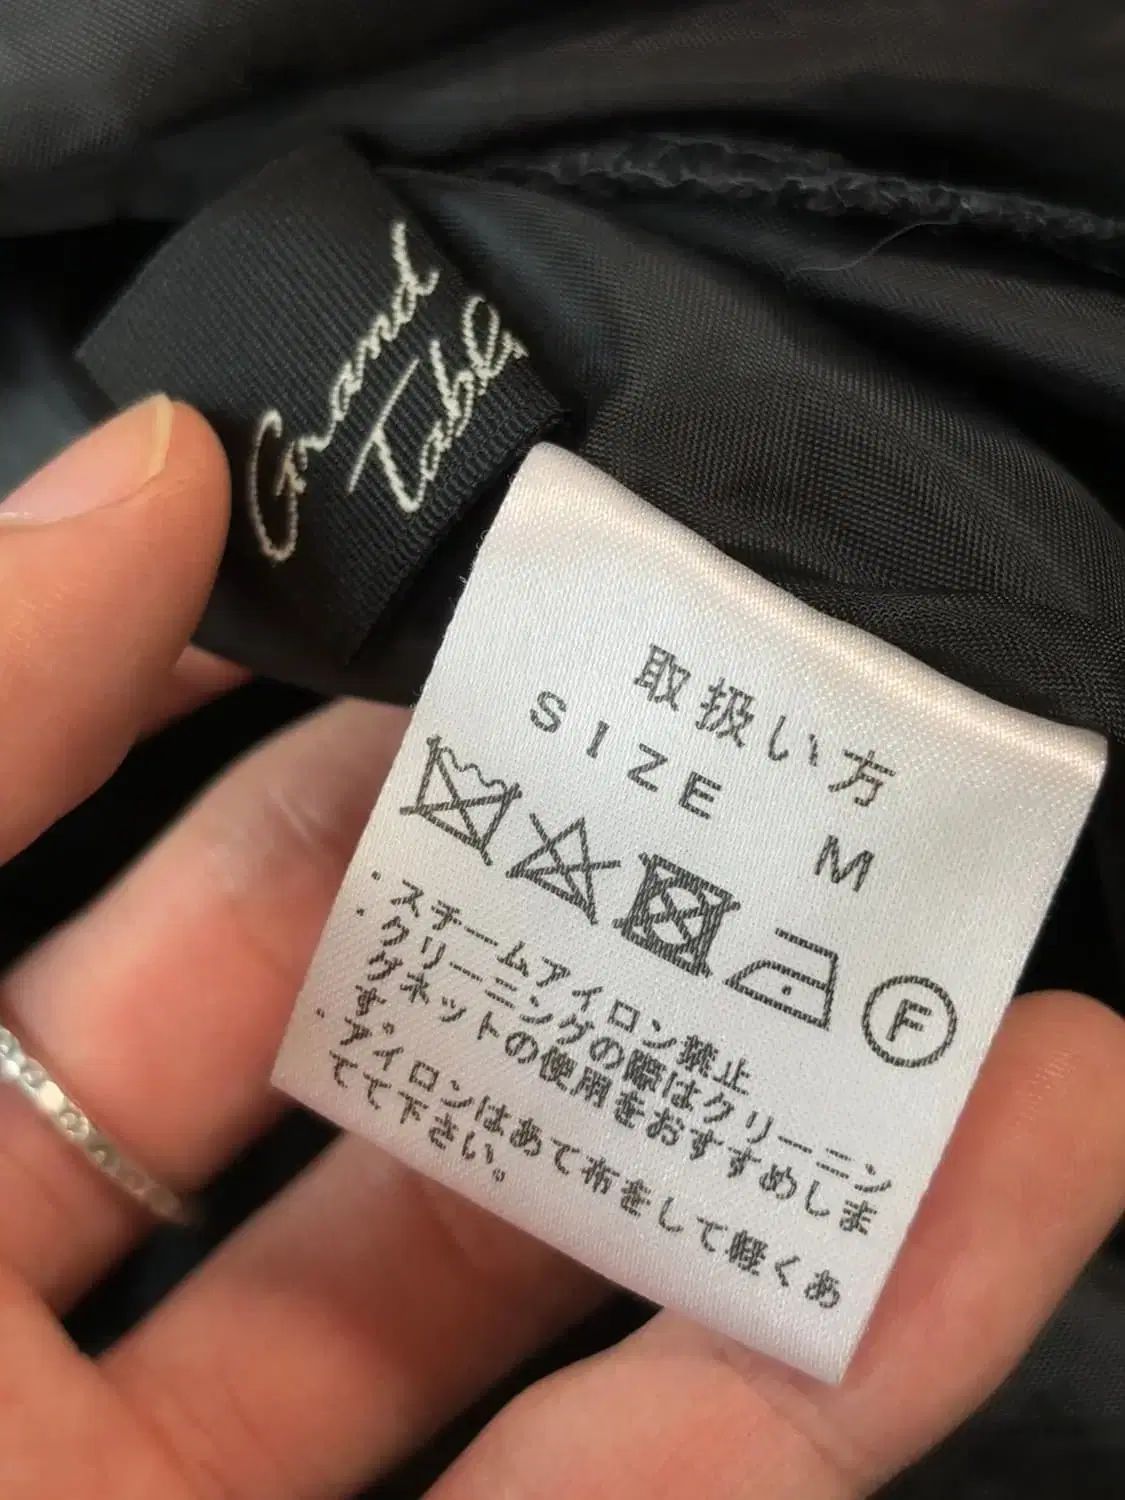 Grand
Table
取扱い方
SIZE M
F
・スチームアイロン禁止
・クリーニングの際はクリーニン
グネットの使用をおすすめしま
す。
・アイロンはあて布をして軽くあ
てて下さい。